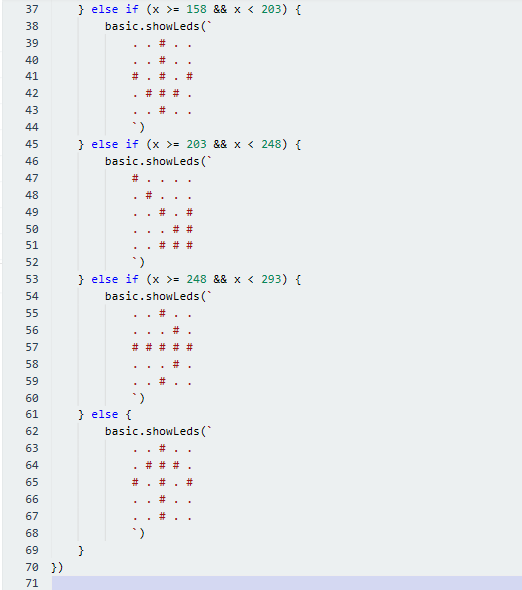 37 } else if (x >= 158 && x < 203) {
38 basic.showLeds(`
39 . . # . .
40 . . # . .
41 # . # . #
42 . # # # .
43 . . # . .
44 `)
45 } else if (x >= 203 && x < 248) {
46 basic.showLeds(`
47 # . . . .
48 . # . . .
49 . . # . #
50 . . . # #
51 . . # # #
52 `)
53 } else if (x >= 248 && x < 293) {
54 basic.showLeds(`
55 . . # . .
56 . . . # .
57 # # # # #
58 . . . # .
59 . . # . .
60 `)
61 } else {
62 basic.showLeds(`
63 . . # . .
64 . # # # .
65 # . # . #
66 . . # . .
67 . . # . .
68 `)
69 }
70 })
71